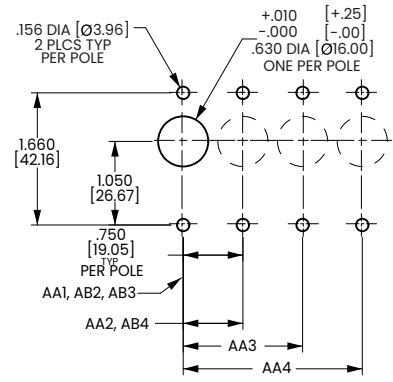 .156 DIA [Ø3.96]
2 PLCS TYP
PER POLE
+.010 [+.25]
-.000 [-.00]
.630 DIA [Ø16.00]
ONE PER POLE
1.660
[42.16]
1.050
[26.67]
.750
[19.05]
TYP
PER POLE
AA1, AB2, AB3
AA2, AB4
AA3
AA4